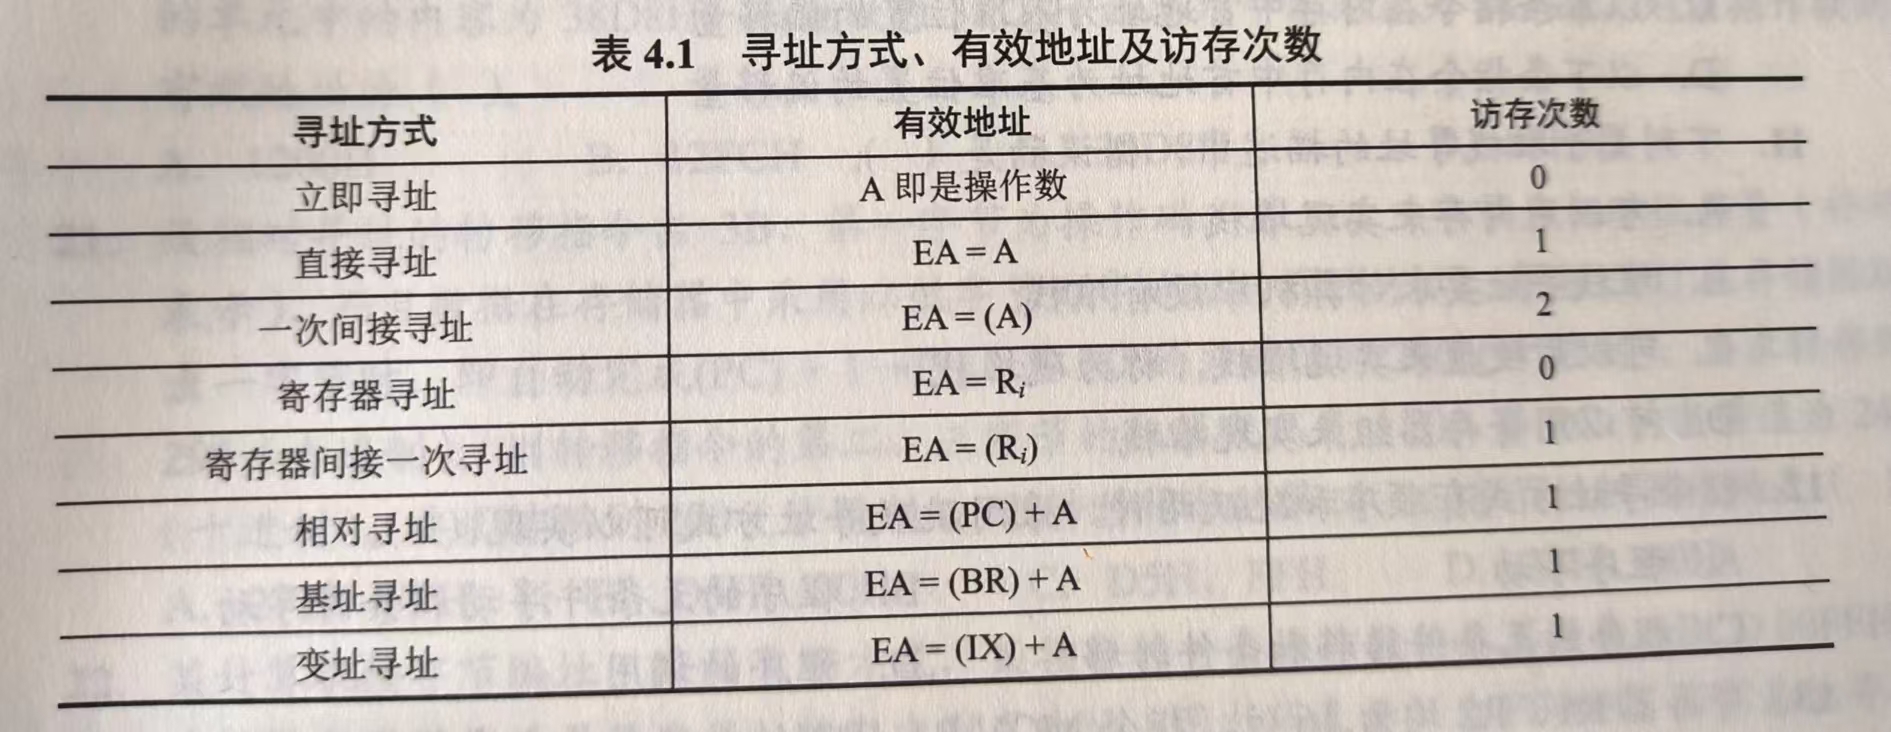 表 4.1 寻址方式、有效地址及访存次数
寻址方式 有效地址 访存次数
立即寻址 A 即是操作数 0
直接寻址 EA = A 1
一次间接寻址 EA = (A) 2
寄存器寻址 EA = Ri 0
寄存器间接一次寻址 EA = (Ri) 1
相对寻址 EA = (PC) + A 1
基址寻址 EA = (BR) + A 1
变址寻址 EA = (IX) + A 1